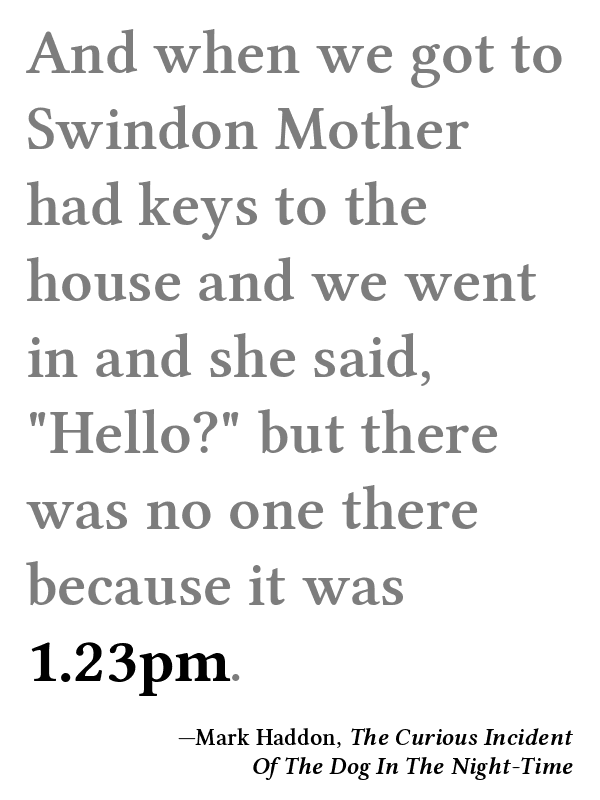 And when we got to
Swindon Mother
had keys to the
house and we went
in and she said,
"Hello?" but there
was no one there
because it was
1.23pm.
—Mark Haddon, The Curious Incident
Of The Dog In The Night-Time